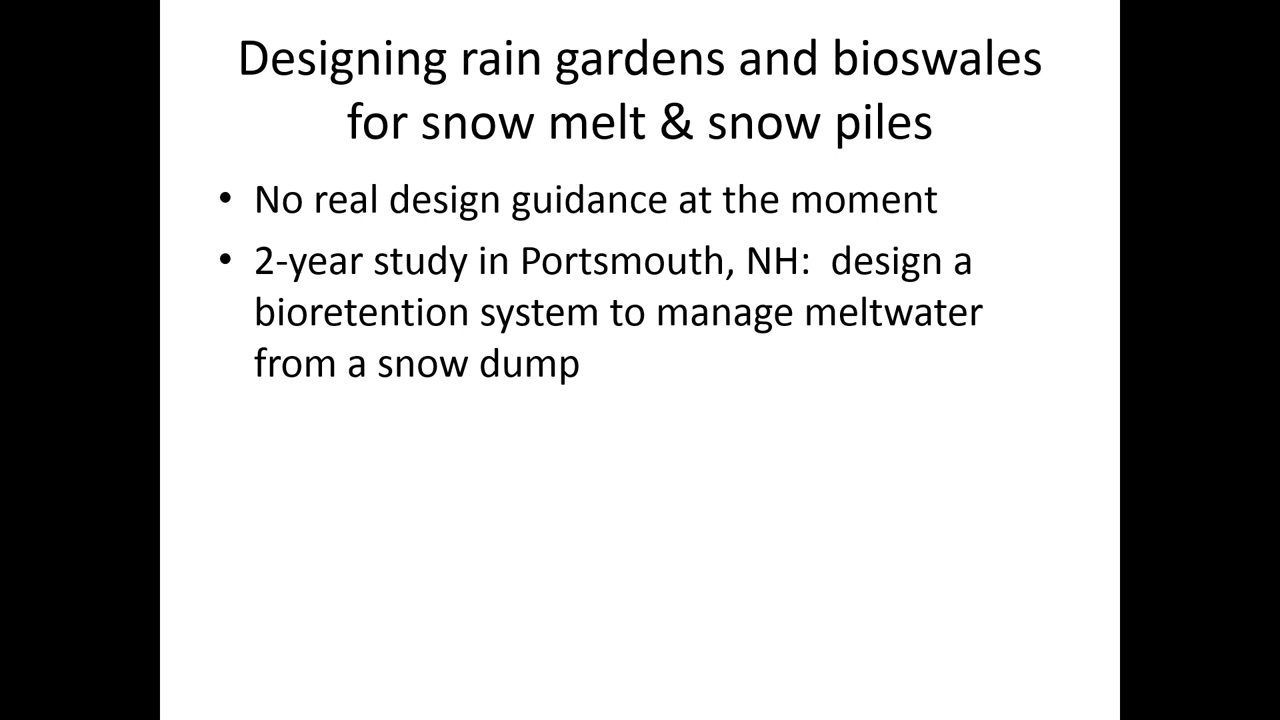 Designing rain gardens and bioswales
for snow melt & snow piles
• No real design guidance at the moment
• 2-year study in Portsmouth, NH:  design a
bioretention system to manage meltwater
from a snow dump